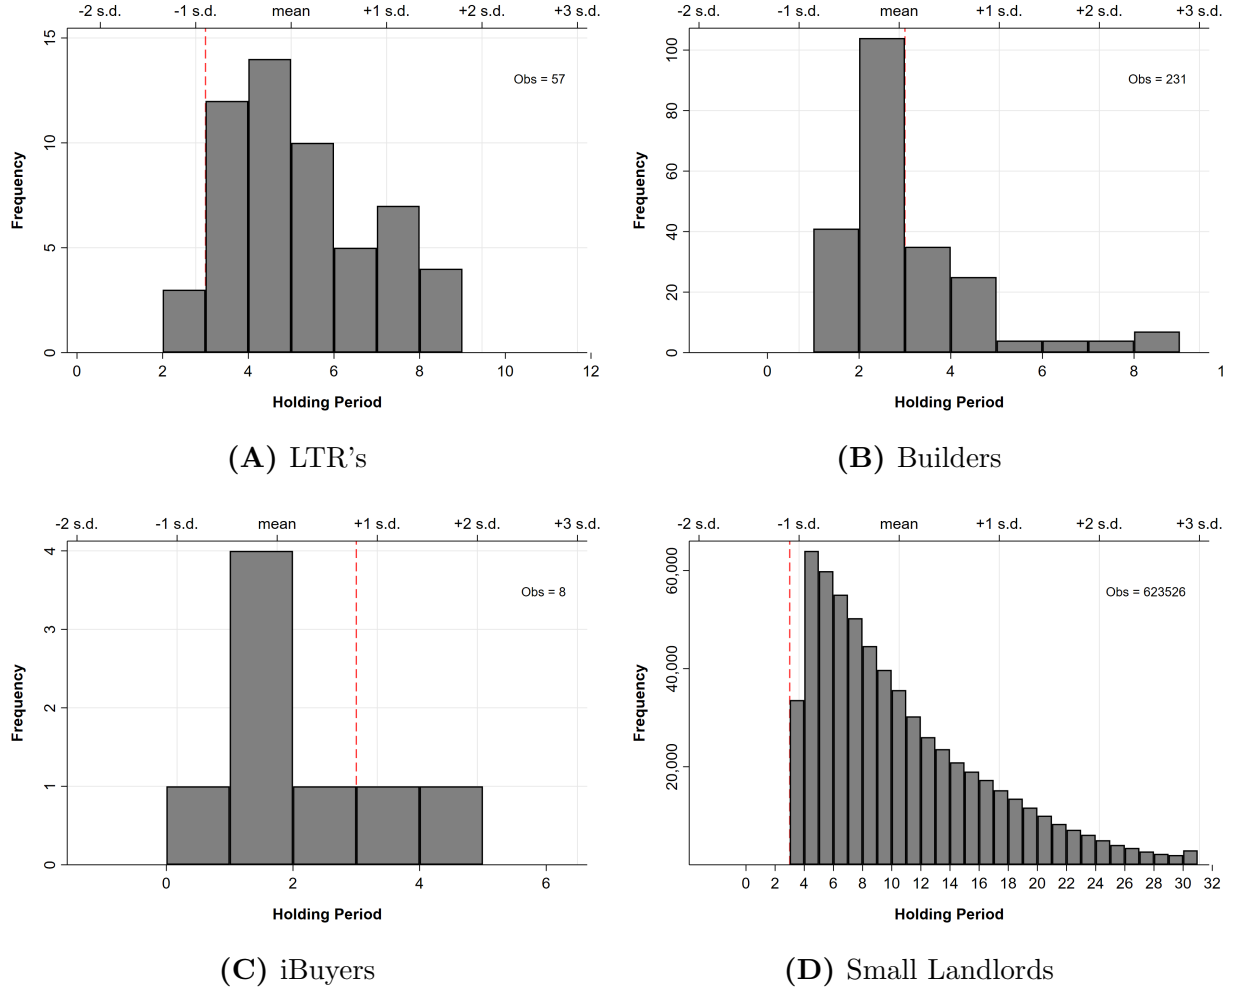 -2 s.d. -1 s.d. mean +1 s.d. +2 s.d. +3 s.d.
15
10
5
0
Frequency
Obs = 57
0 2 4 6 8 10 12
Holding Period
(A) LTR's
-2 s.d. -1 s.d. mean +1 s.d. +2 s.d. +3 s.d.
100
80
60
40
20
0
Frequency
Obs = 231
0 2 4 6 8 1
Holding Period
(B) Builders
-2 s.d. -1 s.d. mean +1 s.d. +2 s.d. +3 s.d.
4
3
2
1
0
Frequency
Obs = 8
0 2 4 6
Holding Period
(C) iBuyers
-2 s.d. -1 s.d. mean +1 s.d. +2 s.d. +3 s.d.
60,000
40,000
20,000
Frequency
Obs = 623526
0 2 4 6 8 10 12 14 16 18 20 22 24 26 28 30 32
Holding Period
(D) Small Landlords